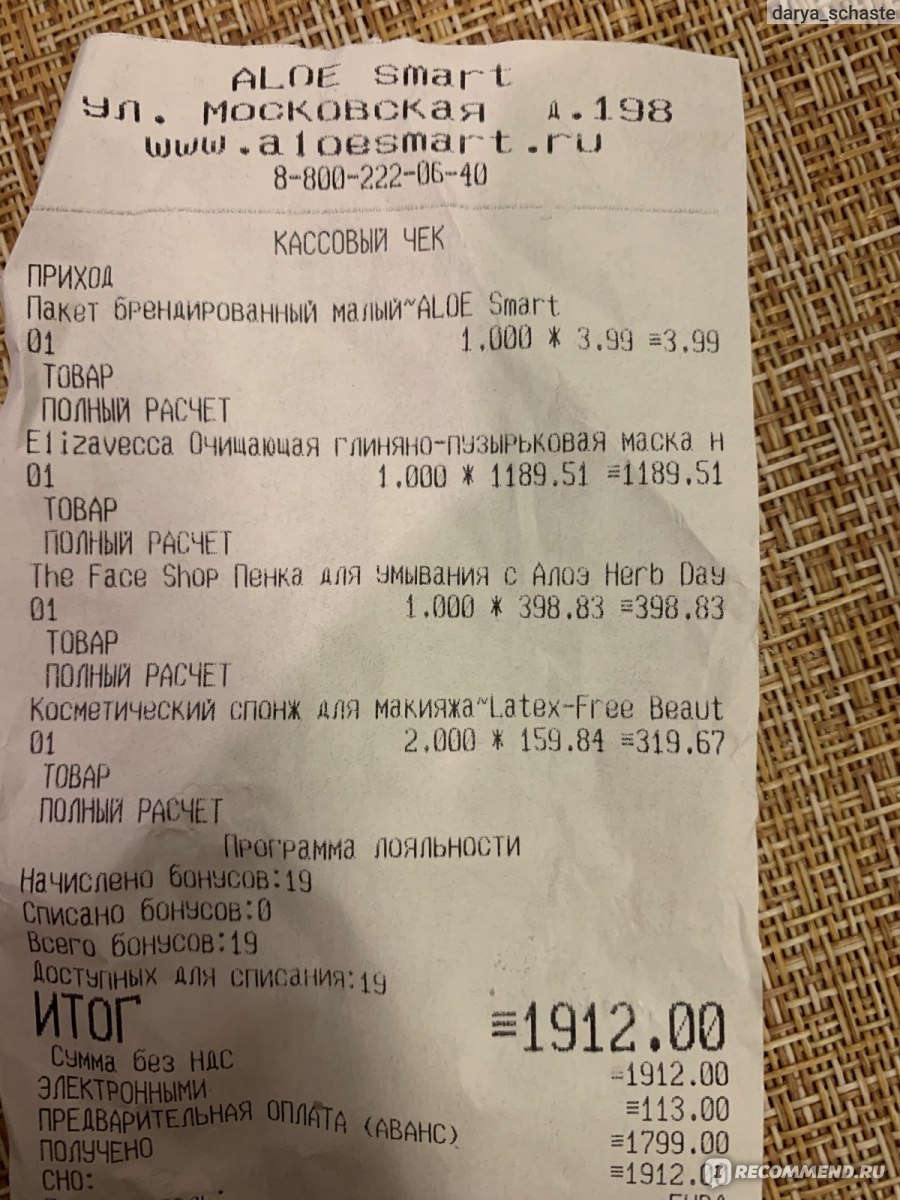 darya_schaste
ALOE Smart
ул. Московская д.198
www.aloesmart.ru
8-800-222-06-40
КАССОВЫЙ ЧЕК
ПРИХОД
Пакет брендированный малый~ALOE Smart
01 1.000 * 3.99 ≡3.99
ТОВАР
ПОЛНЫЙ РАСЧЕТ
Elizavecca Очищающая глиняно-пузырьковая маска н
01 1.000 * 1189.51 ≡1189.51
ТОВАР
ПОЛНЫЙ РАСЧЕТ
The Face Shop Пенка для умывания с Алоэ Herb Day
01 1.000 * 398.83 ≡398.83
ТОВАР
ПОЛНЫЙ РАСЧЕТ
Косметический спонж для макияжа~Latex-Free Beaut
01 2.000 * 159.84 ≡319.67
ТОВАР
ПОЛНЫЙ РАСЧЕТ
Программа лояльности
Начислено бонусов:19
Списано бонусов:0
Всего бонусов:19
Доступных для списания:19
ИТОГ ≡1912.00
Сумма без НДС ≡1912.00
ЭЛЕКТРОННЫМИ ≡113.00
ПРЕДВАРИТЕЛЬНАЯ ОПЛАТА (АВАНС) ≡1799.00
ПОЛУЧЕНО ≡1912.00
СНО:
IRECOMMEND.RU